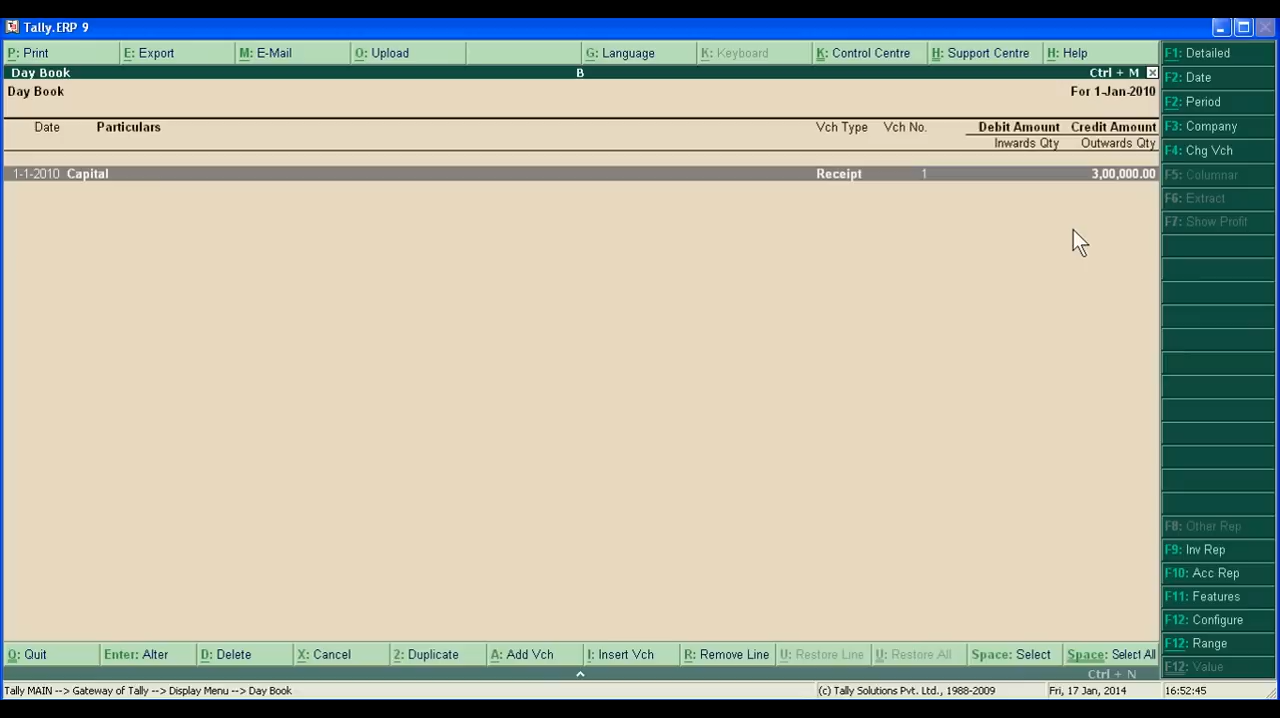 Tally.ERP 9
P: Print E: Export M: E-Mail O: Upload G: Language K: Keyboard K: Control Centre H: Support Centre H: Help
Day Book B Ctrl + M
Day Book For 1-Jan-2010
Date Particulars Vch Type Vch No. Debit Amount Credit Amount
Inwards Qty Outwards Qty
1-1-2010 Capital Receipt 1 3,00,000.00
F1: Detailed
F2: Date
F2: Period
F3: Company
F4: Chg Vch
F5: Columnar
F6: Extract
F7: Show Profit
F8: Other Rep
F9: Inv Rep
F10: Acc Rep
F11: Features
F12: Configure
F12: Range
F12: Value
Q: Quit Enter: Alter D: Delete X: Cancel 2: Duplicate A: Add Vch I: Insert Vch R: Remove Line U: Restore Line U: Restore All Space: Select Space: Select All
Ctrl + N
Tally MAIN --> Gateway of Tally --> Display Menu --> Day Book (c) Tally Solutions Pvt. Ltd., 1988-2009 Fri, 17 Jan, 2014 16:52:45